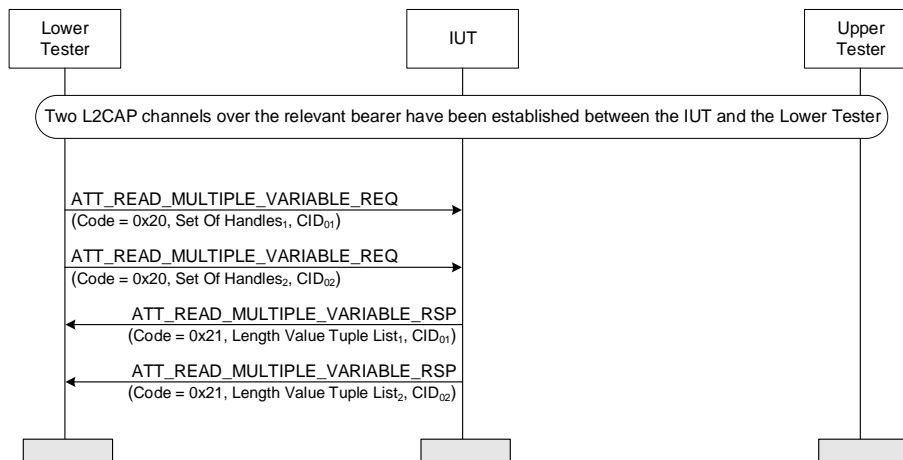 Lower
Tester
IUT
Upper
Tester
Two L2CAP channels over the relevant bearer have been established between the IUT and the Lower Tester
ATT_READ_MULTIPLE_VARIABLE_REQ
(Code = 0x20, Set Of Handles₁, CID₀₁)
ATT_READ_MULTIPLE_VARIABLE_REQ
(Code = 0x20, Set Of Handles₂, CID₀₂)
ATT_READ_MULTIPLE_VARIABLE_RSP
(Code = 0x21, Length Value Tuple List₁, CID₀₁)
ATT_READ_MULTIPLE_VARIABLE_RSP
(Code = 0x21, Length Value Tuple List₂, CID₀₂)